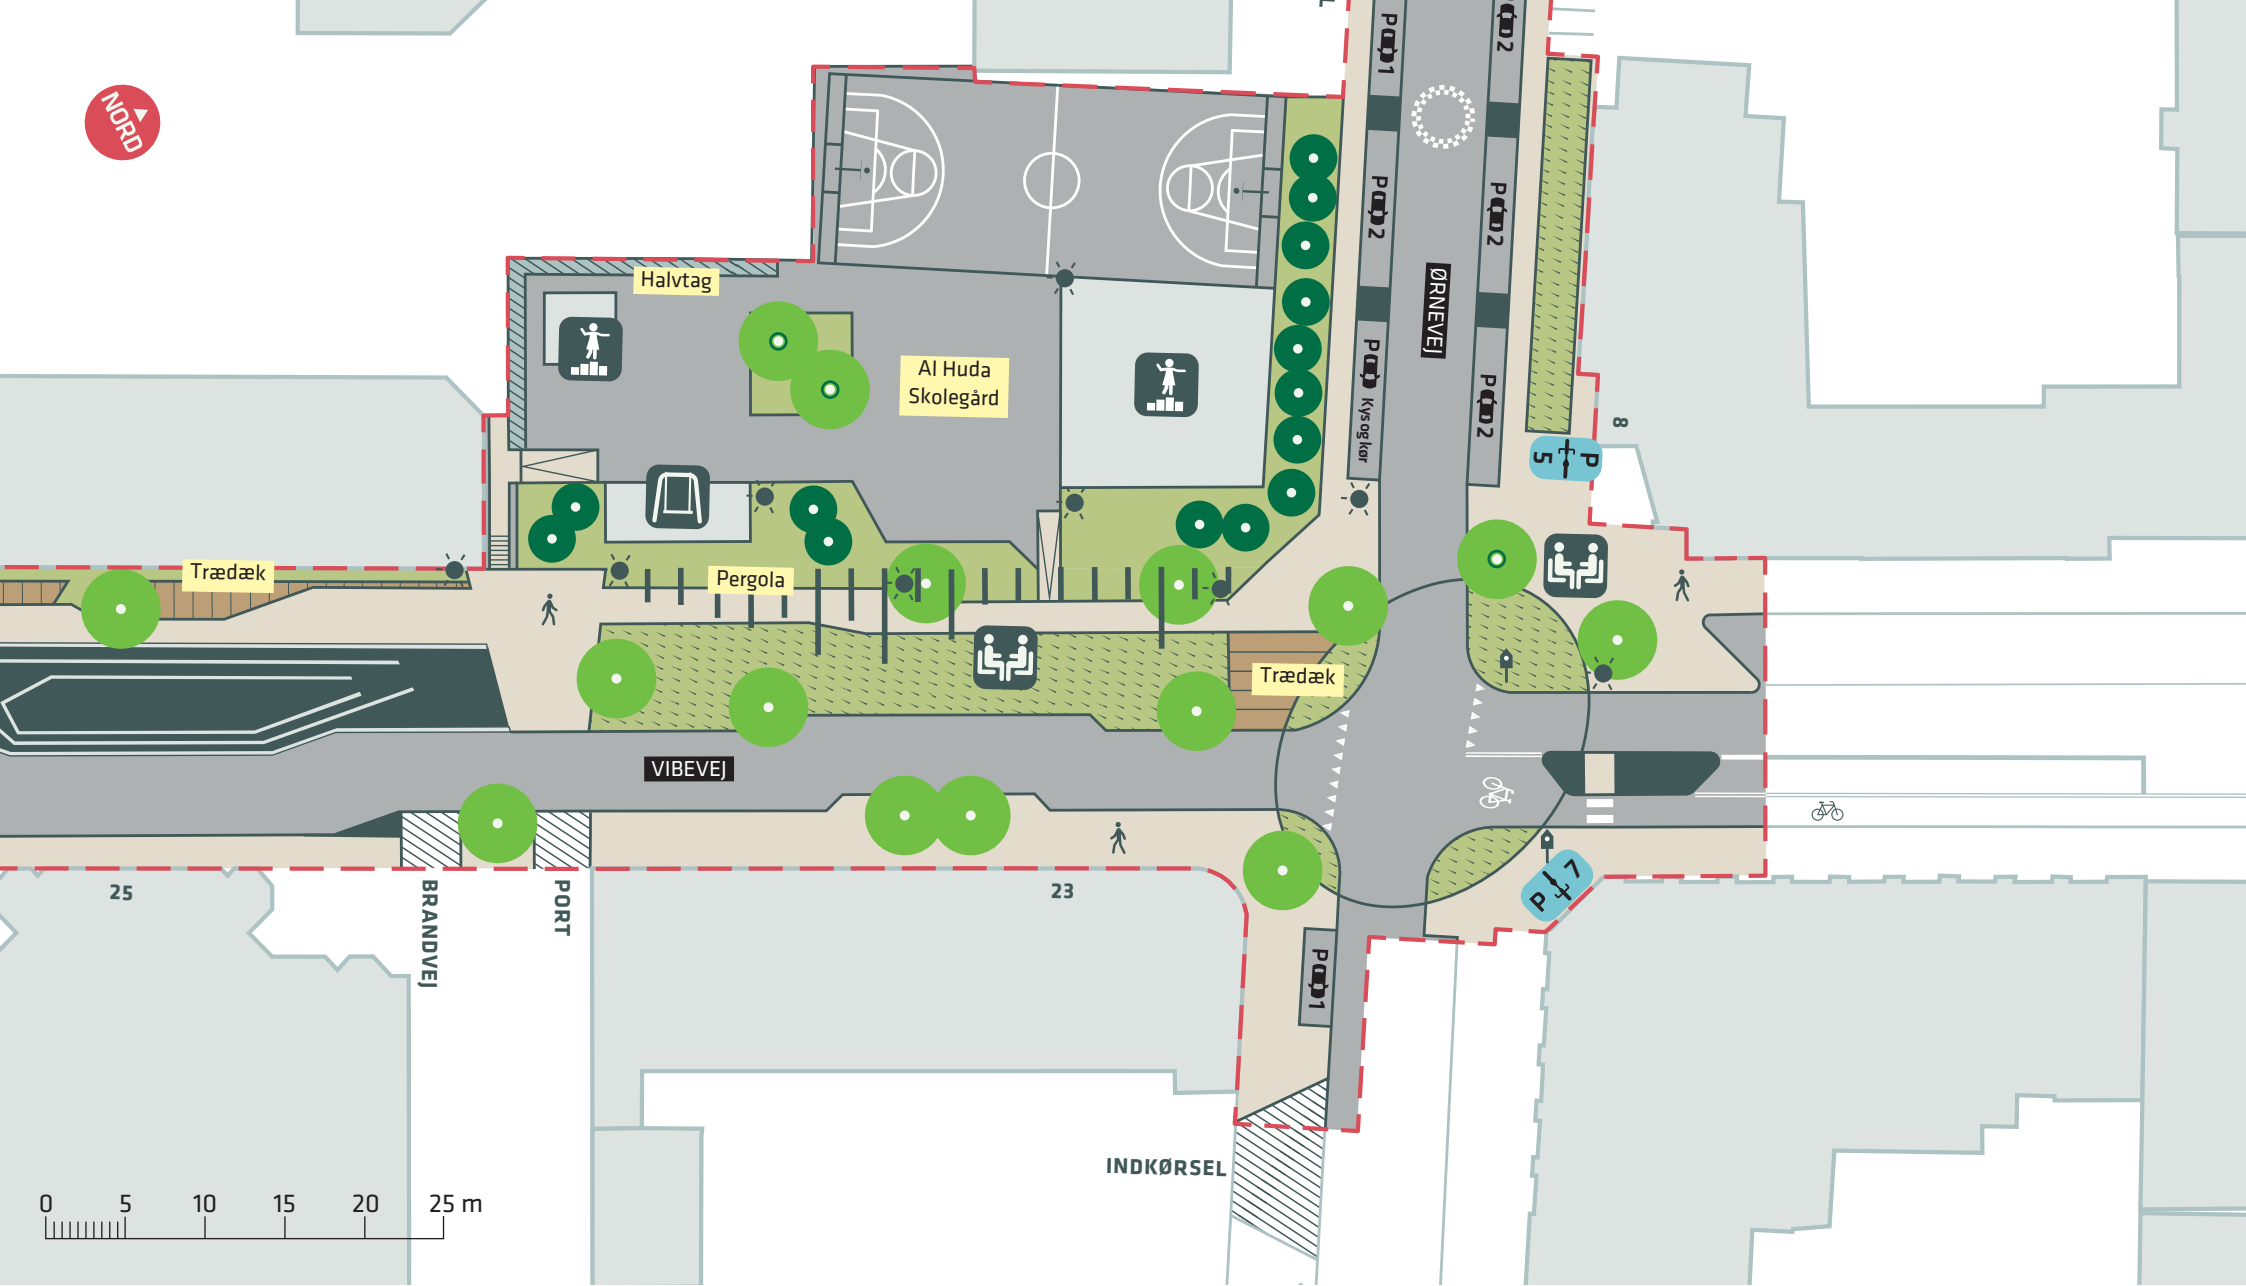 NORD
P 1
2
P 2
P 2
P 2
P
Kys og kør
ØRNEVEJ
Halvtag
Al Huda
Skolegård
8
P 5
Trædæk
Pergola
Trædæk
VIBEVEJ
P 7
25
BRANDVEJ
PORT
23
P 1
INDKØRSEL
0 5 10 15 20 25 m